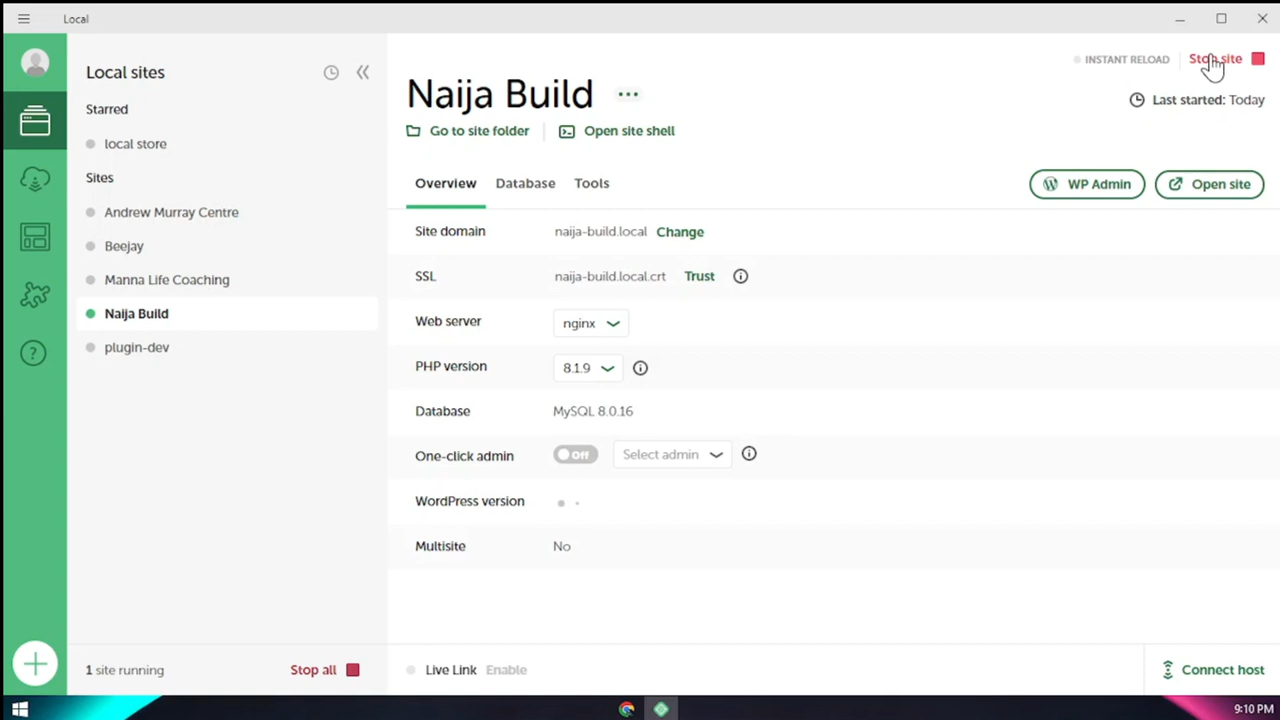 Local
Local sites
Starred
local store
Sites
Andrew Murray Centre
Beejay
Manna Life Coaching
Naija Build
plugin-dev
1 site running
Stop all
Naija Build
Go to site folder
Open site shell
INSTANT RELOAD
Stop site
Last started: Today
Overview Database Tools
WP Admin
Open site
Site domain naija-build.local Change
SSL naija-build.local.crt Trust
Web server nginx
PHP version 8.1.9
Database MySQL 8.0.16
One-click admin Off Select admin
WordPress version
Multisite No
Live Link Enable
Connect host
9:10 PM